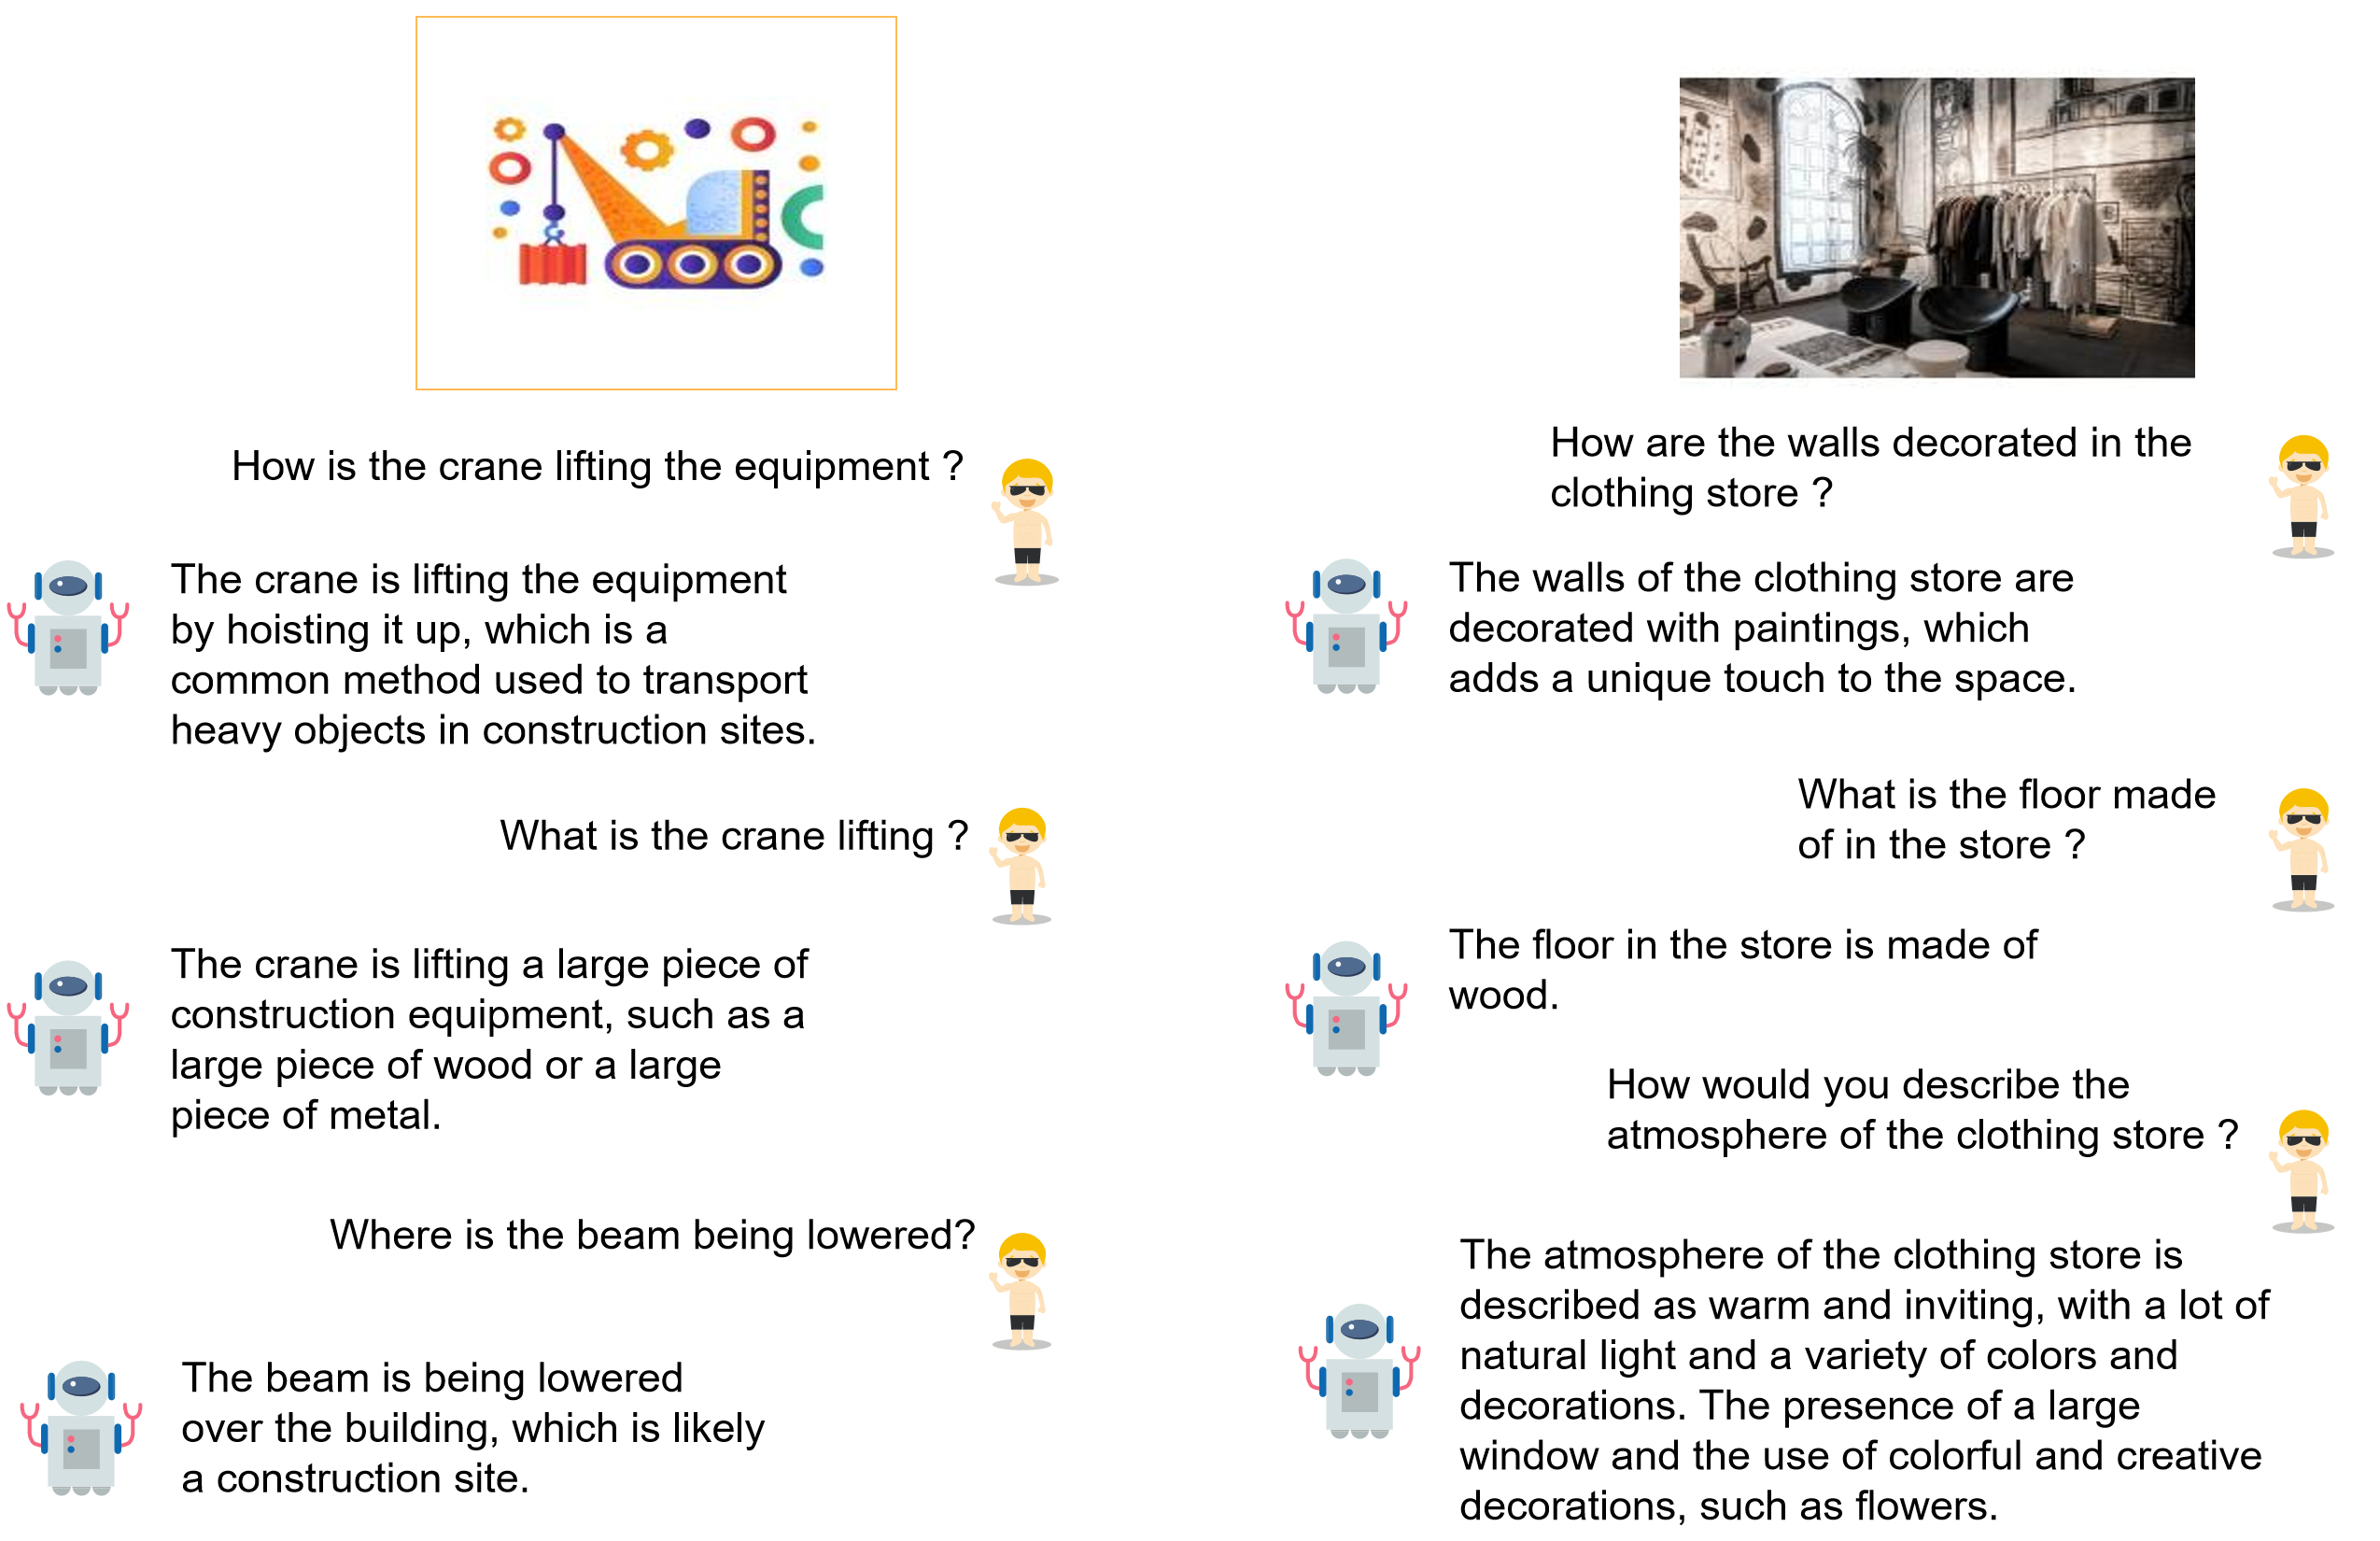 How is the crane lifting the equipment ?
The crane is lifting the equipment
by hoisting it up, which is a
common method used to transport
heavy objects in construction sites.
What is the crane lifting ?
The crane is lifting a large piece of
construction equipment, such as a
large piece of wood or a large
piece of metal.
Where is the beam being lowered?
The beam is being lowered
over the building, which is likely
a construction site.
How are the walls decorated in the
clothing store ?
The walls of the clothing store are
decorated with paintings, which
adds a unique touch to the space.
What is the floor made
of in the store ?
The floor in the store is made of
wood.
How would you describe the
atmosphere of the clothing store ?
The atmosphere of the clothing store is
described as warm and inviting, with a lot of
natural light and a variety of colors and
decorations. The presence of a large
window and the use of colorful and creative
decorations, such as flowers.